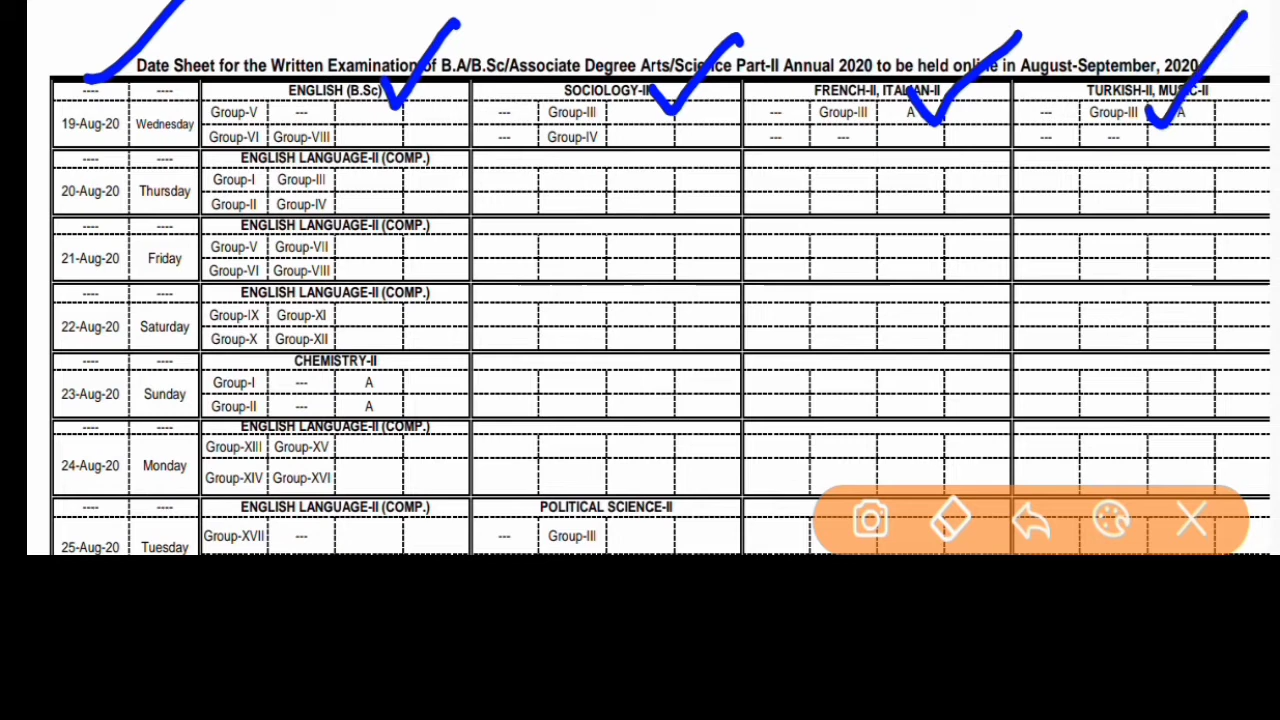 Date Sheet for the Written Examination of B.A/B.Sc/Associate Degree Arts/Science Part-II Annual 2020 to be held online in August-September, 2020
---- ---- ENGLISH (B.Sc) SOCIOLOGY-II FRENCH-II, ITALIAN-II TURKISH-II, MUSIC-II
Group-V --- --- Group-III --- Group-III A --- Group-III A
19-Aug-20 Wednesday
Group-VI Group-VIII --- Group-IV --- --- --- ---
---- ---- ENGLISH LANGUAGE-II (COMP.)
Group-I Group-III
20-Aug-20 Thursday
Group-II Group-IV
---- ---- ENGLISH LANGUAGE-II (COMP.)
Group-V Group-VII
21-Aug-20 Friday
Group-VI Group-VIII
---- ---- ENGLISH LANGUAGE-II (COMP.)
Group-IX Group-XI
22-Aug-20 Saturday
Group-X Group-XII
---- ---- CHEMISTRY-II
Group-I --- A
23-Aug-20 Sunday
Group-II --- A
---- ---- ENGLISH LANGUAGE-II (COMP.)
Group-XIII Group-XV
24-Aug-20 Monday
Group-XIV Group-XVI
---- ---- ENGLISH LANGUAGE-II (COMP.) POLITICAL SCIENCE-II
Group-XVII --- --- Group-III
25-Aug-20 Tuesday